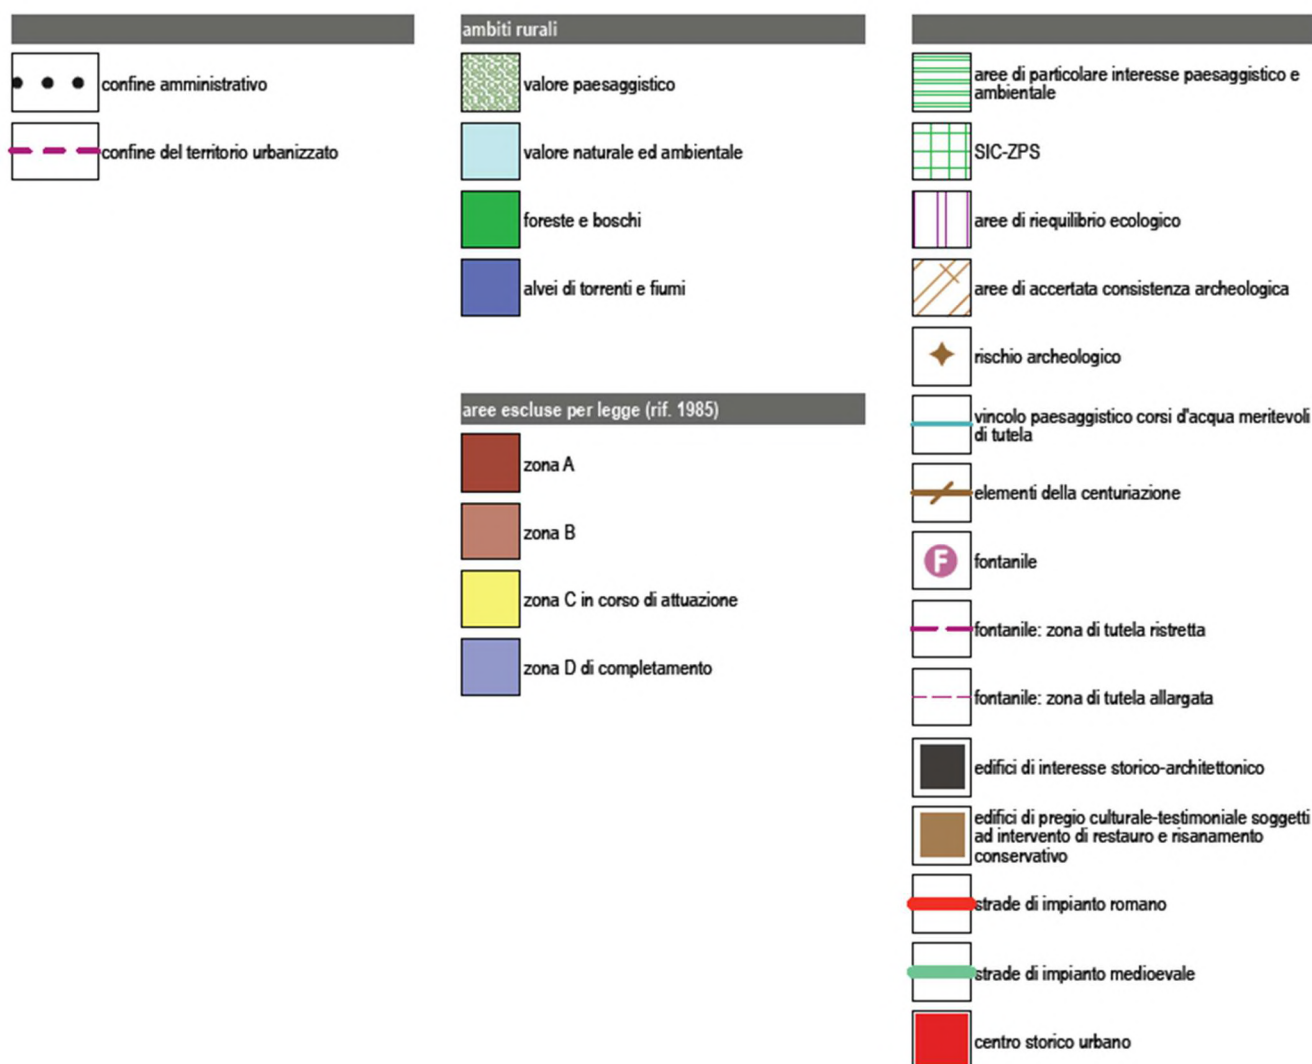 confine amministrativo
confine del territorio urbanizzato
ambiti rurali
valore paesaggistico
valore naturale ed ambientale
foreste e boschi
alvei di torrenti e fiumi
aree escluse per legge (rif. 1985)
zona A
zona B
zona C in corso di attuazione
zona D di completamento
aree di particolare interesse paesaggistico e
ambientale
SIC-ZPS
aree di riequilibrio ecologico
aree di accertata consistenza archeologica
rischio archeologico
vincolo paesaggistico corsi d'acqua meritevoli
di tutela
elementi della centuriazione
F
fontanile
fontanile: zona di tutela ristretta
fontanile: zona di tutela allargata
edifici di interesse storico-architettonico
edifici di pregio culturale-testimoniale soggetti
ad intervento di restauro e risanamento
conservativo
strade di impianto romano
strade di impianto medioevale
centro storico urbano